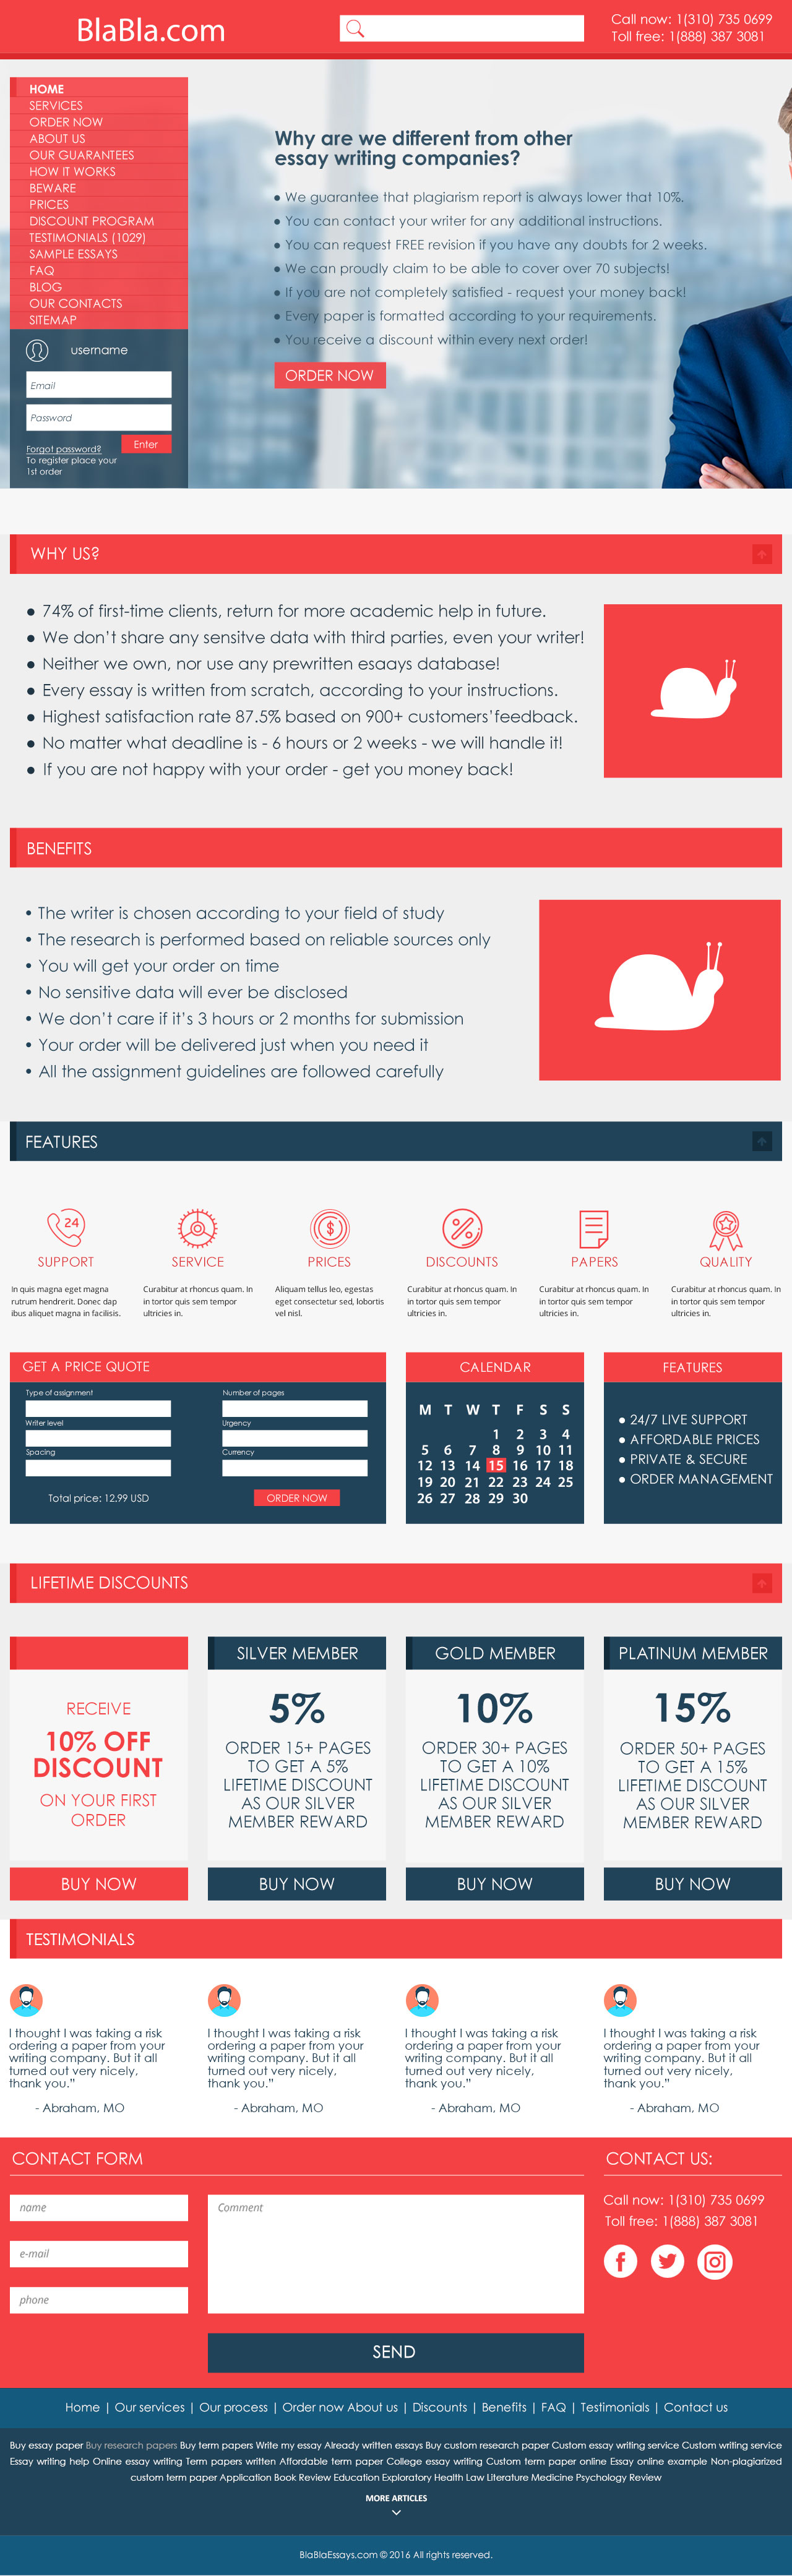 BlaBla.com
Call now: 1(310) 735 0699
Toll free: 1(888) 387 3081
HOME
SERVICES
ORDER NOW
ABOUT US
OUR GUARANTEES
HOW IT WORKS
BEWARE
PRICES
DISCOUNT PROGRAM
TESTIMONIALS (1029)
SAMPLE ESSAYS
FAQ
BLOG
OUR CONTACTS
SITEMAP
username
Email
Password
Forgot password?
Enter
To register place your
1st order
Why are we different from other
essay writing companies?
• We guarantee that plagiarism report is always lower that 10%.
• You can contact your writer for any additional instructions.
• You can request FREE revision if you have any doubts for 2 weeks.
• We can proudly claim to be able to cover over 70 subjects!
• If you are not completely satisfied - request your money back!
• Every paper is formatted according to your requirements.
• You receive a discount within every next order!
ORDER NOW
WHY US?
• 74% of first-time clients, return for more academic help in future.
• We don't share any sensitve data with third parties, even your writer!
• Neither we own, nor use any prewritten esaays database!
• Every essay is written from scratch, according to your instructions.
• Highest satisfaction rate 87.5% based on 900+ customers'feedback.
• No matter what deadline is - 6 hours or 2 weeks - we will handle it!
• If you are not happy with your order - get you money back!
BENEFITS
• The writer is chosen according to your field of study
• The research is performed based on reliable sources only
• You will get your order on time
• No sensitive data will ever be disclosed
• We don't care if it's 3 hours or 2 months for submission
• Your order will be delivered just when you need it
• All the assignment guidelines are followed carefully
FEATURES
24
SUPPORT
In quis magna eget magna
rutrum hendrerit. Donec dap
ibus aliquet magna in facilisis.
SERVICE
Curabitur at rhoncus quam. In
in tortor quis sem tempor
ultricies in.
$
PRICES
Aliquam tellus leo, egestas
eget consectetur sed, lobortis
vel nisl.
%
DISCOUNTS
Curabitur at rhoncus quam. In
in tortor quis sem tempor
ultricies in.
PAPERS
Curabitur at rhoncus quam. In
in tortor quis sem tempor
ultricies in.
QUALITY
Curabitur at rhoncus quam. In
in tortor quis sem tempor
ultricies in.
GET A PRICE QUOTE
Type of assignment
Number of pages
Writer level
Urgency
Spacing
Currency
Total price: 12.99 USD
ORDER NOW
CALENDAR
M T W T F S S
1 2 3 4
5 6 7 8 9 10 11
12 13 14 15 16 17 18
19 20 21 22 23 24 25
26 27 28 29 30
FEATURES
• 24/7 LIVE SUPPORT
• AFFORDABLE PRICES
• PRIVATE & SECURE
• ORDER MANAGEMENT
LIFETIME DISCOUNTS
RECEIVE
10% OFF
DISCOUNT
ON YOUR FIRST
ORDER
BUY NOW
SILVER MEMBER
5%
ORDER 15+ PAGES
TO GET A 5%
LIFETIME DISCOUNT
AS OUR SILVER
MEMBER REWARD
BUY NOW
GOLD MEMBER
10%
ORDER 30+ PAGES
TO GET A 10%
LIFETIME DISCOUNT
AS OUR SILVER
MEMBER REWARD
BUY NOW
PLATINUM MEMBER
15%
ORDER 50+ PAGES
TO GET A 15%
LIFETIME DISCOUNT
AS OUR SILVER
MEMBER REWARD
BUY NOW
TESTIMONIALS
I thought I was taking a risk
ordering a paper from your
writing company. But it all
turned out very nicely,
thank you."
- Abraham, MO
I thought I was taking a risk
ordering a paper from your
writing company. But it all
turned out very nicely,
thank you."
- Abraham, MO
I thought I was taking a risk
ordering a paper from your
writing company. But it all
turned out very nicely,
thank you."
- Abraham, MO
I thought I was taking a risk
ordering a paper from your
writing company. But it all
turned out very nicely,
thank you."
- Abraham, MO
CONTACT FORM
name
e-mail
phone
Comment
SEND
CONTACT US:
Call now: 1(310) 735 0699
Toll free: 1(888) 387 3081
Home | Our services | Our process | Order now About us | Discounts | Benefits | FAQ | Testimonials | Contact us
Buy essay paper Buy research papers Buy term papers Write my essay Already written essays Buy custom research paper Custom essay writing service Custom writing service
Essay writing help Online essay writing Term papers written Affordable term paper College essay writing Custom term paper online Essay online example Non-plagiarized
custom term paper Application Book Review Education Exploratory Health Law Literature Medicine Psychology Review
MORE ARTICLES
BlaBlaEssays.com © 2016 All rights reserved.